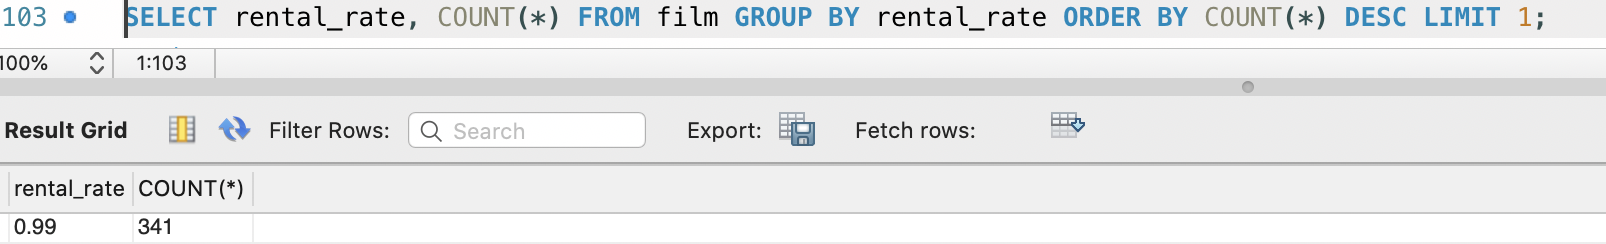 103 SELECT rental_rate, COUNT(*) FROM film GROUP BY rental_rate ORDER BY COUNT(*) DESC LIMIT 1;
100% 1:103
Result Grid Filter Rows: Search Export: Fetch rows:
rental_rate COUNT(*)
0.99 341